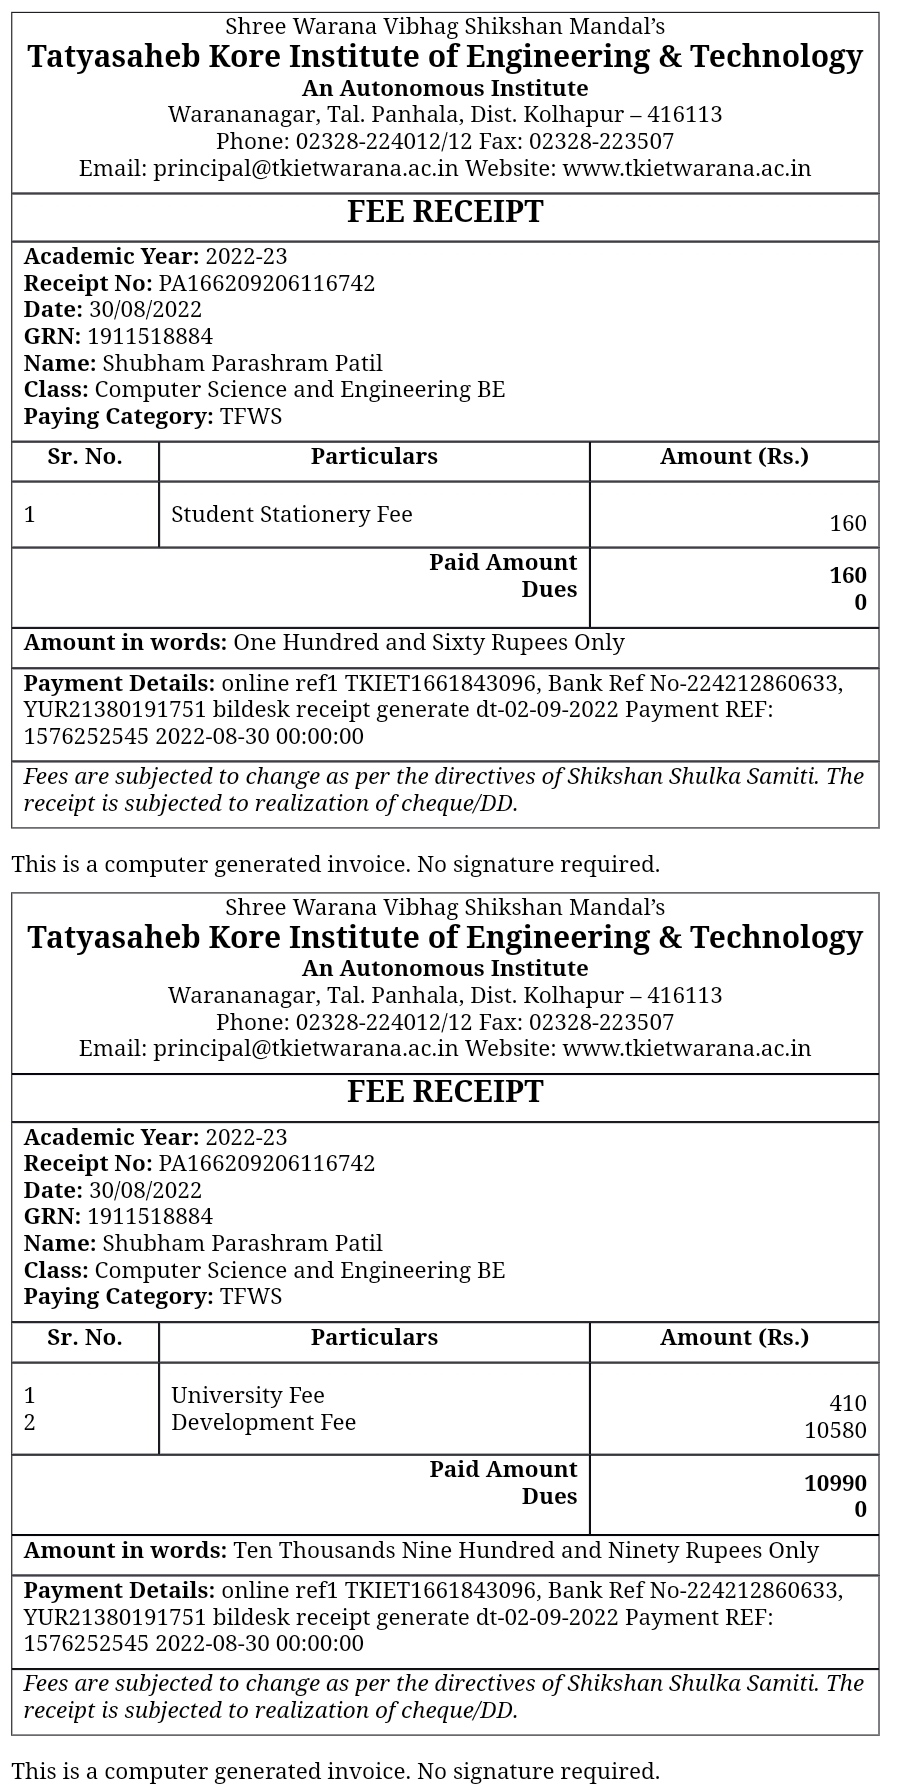 Shree Warana Vibhag Shikshan Mandal’s
Tatyasaheb Kore Institute of Engineering & Technology
An Autonomous Institute
Warananagar, Tal. Panhala, Dist. Kolhapur – 416113
Phone: 02328-224012/12 Fax: 02328-223507
Email: principal@tkietwarana.ac.in Website: www.tkietwarana.ac.in
FEE RECEIPT
Academic Year: 2022-23
Receipt No: PA166209206116742
Date: 30/08/2022
GRN: 1911518884
Name: Shubham Parashram Patil
Class: Computer Science and Engineering BE
Paying Category: TFWS
Sr. No. Particulars Amount (Rs.)
1 Student Stationery Fee 160
Paid Amount 160
Dues 0
Amount in words: One Hundred and Sixty Rupees Only
Payment Details: online ref1 TKIET1661843096, Bank Ref No-224212860633,
YUR21380191751 bildesk receipt generate dt-02-09-2022 Payment REF:
1576252545 2022-08-30 00:00:00
Fees are subjected to change as per the directives of Shikshan Shulka Samiti. The
receipt is subjected to realization of cheque/DD.
This is a computer generated invoice. No signature required.
Shree Warana Vibhag Shikshan Mandal’s
Tatyasaheb Kore Institute of Engineering & Technology
An Autonomous Institute
Warananagar, Tal. Panhala, Dist. Kolhapur – 416113
Phone: 02328-224012/12 Fax: 02328-223507
Email: principal@tkietwarana.ac.in Website: www.tkietwarana.ac.in
FEE RECEIPT
Academic Year: 2022-23
Receipt No: PA166209206116742
Date: 30/08/2022
GRN: 1911518884
Name: Shubham Parashram Patil
Class: Computer Science and Engineering BE
Paying Category: TFWS
Sr. No. Particulars Amount (Rs.)
1 University Fee 410
2 Development Fee 10580
Paid Amount 10990
Dues 0
Amount in words: Ten Thousands Nine Hundred and Ninety Rupees Only
Payment Details: online ref1 TKIET1661843096, Bank Ref No-224212860633,
YUR21380191751 bildesk receipt generate dt-02-09-2022 Payment REF:
1576252545 2022-08-30 00:00:00
Fees are subjected to change as per the directives of Shikshan Shulka Samiti. The
receipt is subjected to realization of cheque/DD.
This is a computer generated invoice. No signature required.